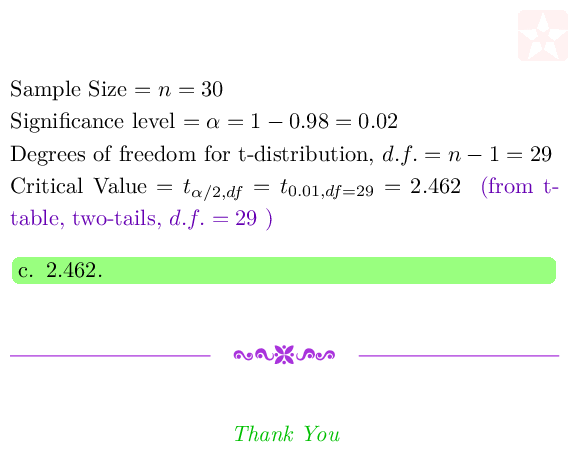 Sample Size = n = 30
Significance level = α = 1 − 0.98 = 0.02
Degrees of freedom for t-distribution, d.f. = n − 1 = 29
Critical Value = t_{α/2,df} = t_{0.01,df=29} = 2.462 (from t-
table, two-tails, d.f. = 29 )
c. 2.462.
Thank You